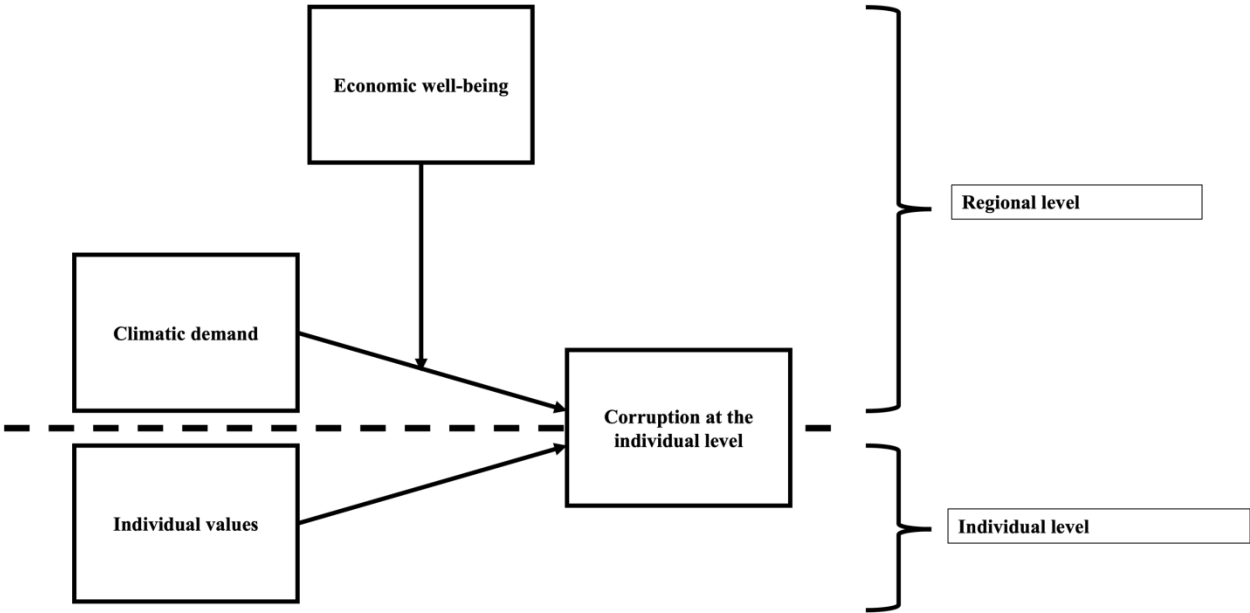 Economic well-being
Regional level
Climatic demand
Corruption at the
individual level
Individual values
Individual level